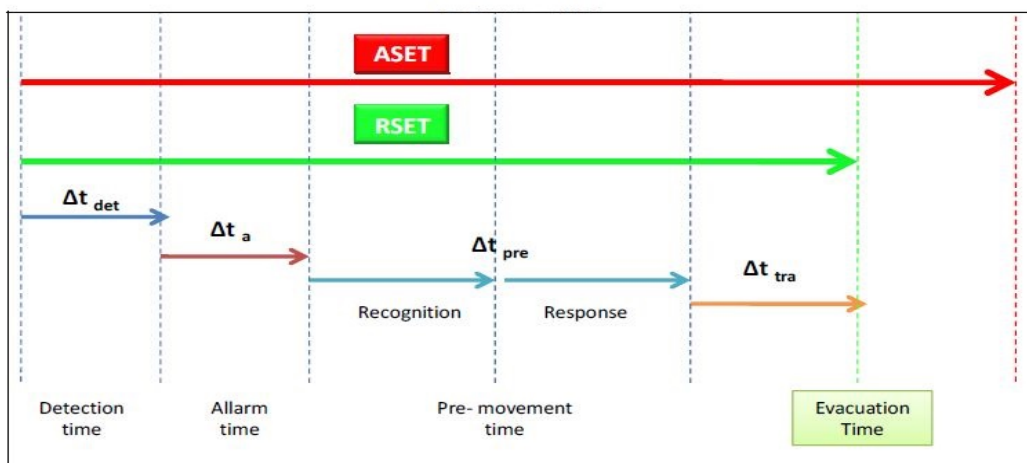 ASET
RSET
Δt det
Δt a
Δt pre
Δt tra
Recognition
Response
Detection
time
Allarm
time
Pre- movement
time
Evacuation
Time